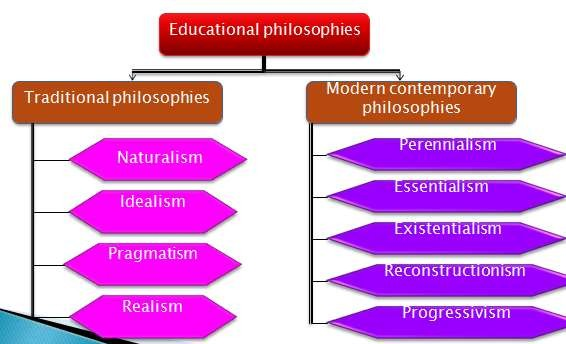 Educational philosophies
Traditional philosophies
Naturalism
Idealism
Pragmatism
Realism
Modern contemporary
philosophies
Perennialism
Essentialism
Existentialism
Reconstructionism
Progressivism